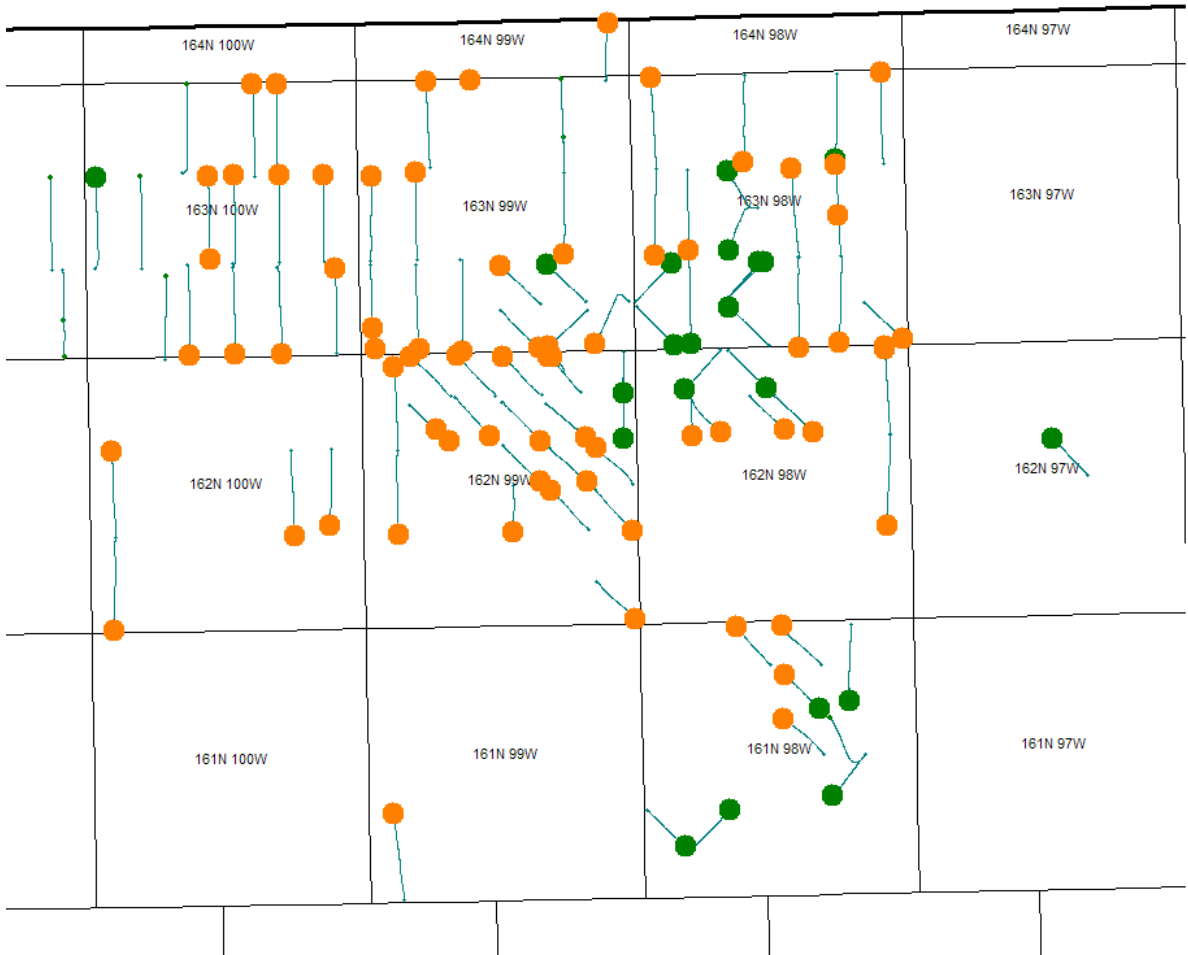 164N 100W
164N 99W
164N 98W
164N 97W
163N 100W
163N 99W
163N 98W
163N 97W
162N 100W
162N 99W
162N 98W
162N 97W
161N 100W
161N 99W
161N 98W
161N 97W